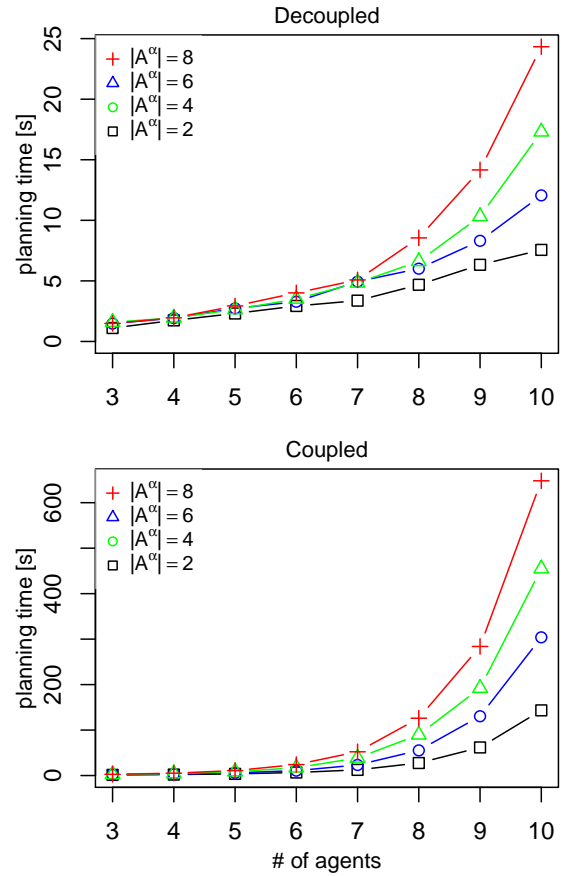 Decoupled
planning time [s]
25
20
15
10
5
0
|A^α| = 8
|A^α| = 6
|A^α| = 4
|A^α| = 2
3 4 5 6 7 8 9 10
Coupled
planning time [s]
600
400
200
0
|A^α| = 8
|A^α| = 6
|A^α| = 4
|A^α| = 2
3 4 5 6 7 8 9 10
# of agents